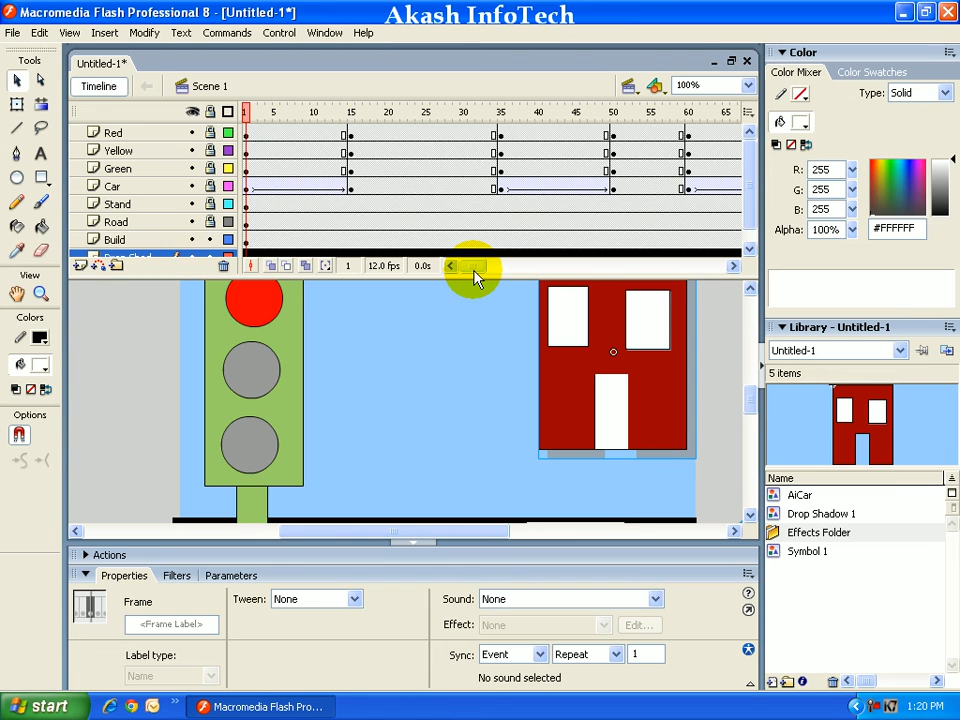 Macromedia Flash Professional 8 - [Untitled-1*]
Akash InfoTech
File Edit View Insert Modify Text Commands Control Window Help
Tools
View
Colors
Options
Untitled-1*
Timeline
Scene 1
100%
1 5 10 15 20 25 30 35 40 45 50 55 60 65
Red
Yellow
Green
Car
Stand
Road
Build
Drop Shad
1 12.0 fps 0.0s
Actions
Properties Filters Parameters
Frame
<Frame Label>
Label type:
Name
Tween: None
Sound: None
Effect: None Edit...
Sync: Event Repeat 1
No sound selected
Color
Color Mixer Color Swatches
Type: Solid
R: 255
G: 255
B: 255
Alpha: 100% #FFFFFF
Library - Untitled-1
Untitled-1
5 items
Name
AiCar
Drop Shadow 1
Effects Folder
Symbol 1
start
Macromedia Flash Pro...
K7
1:20 PM